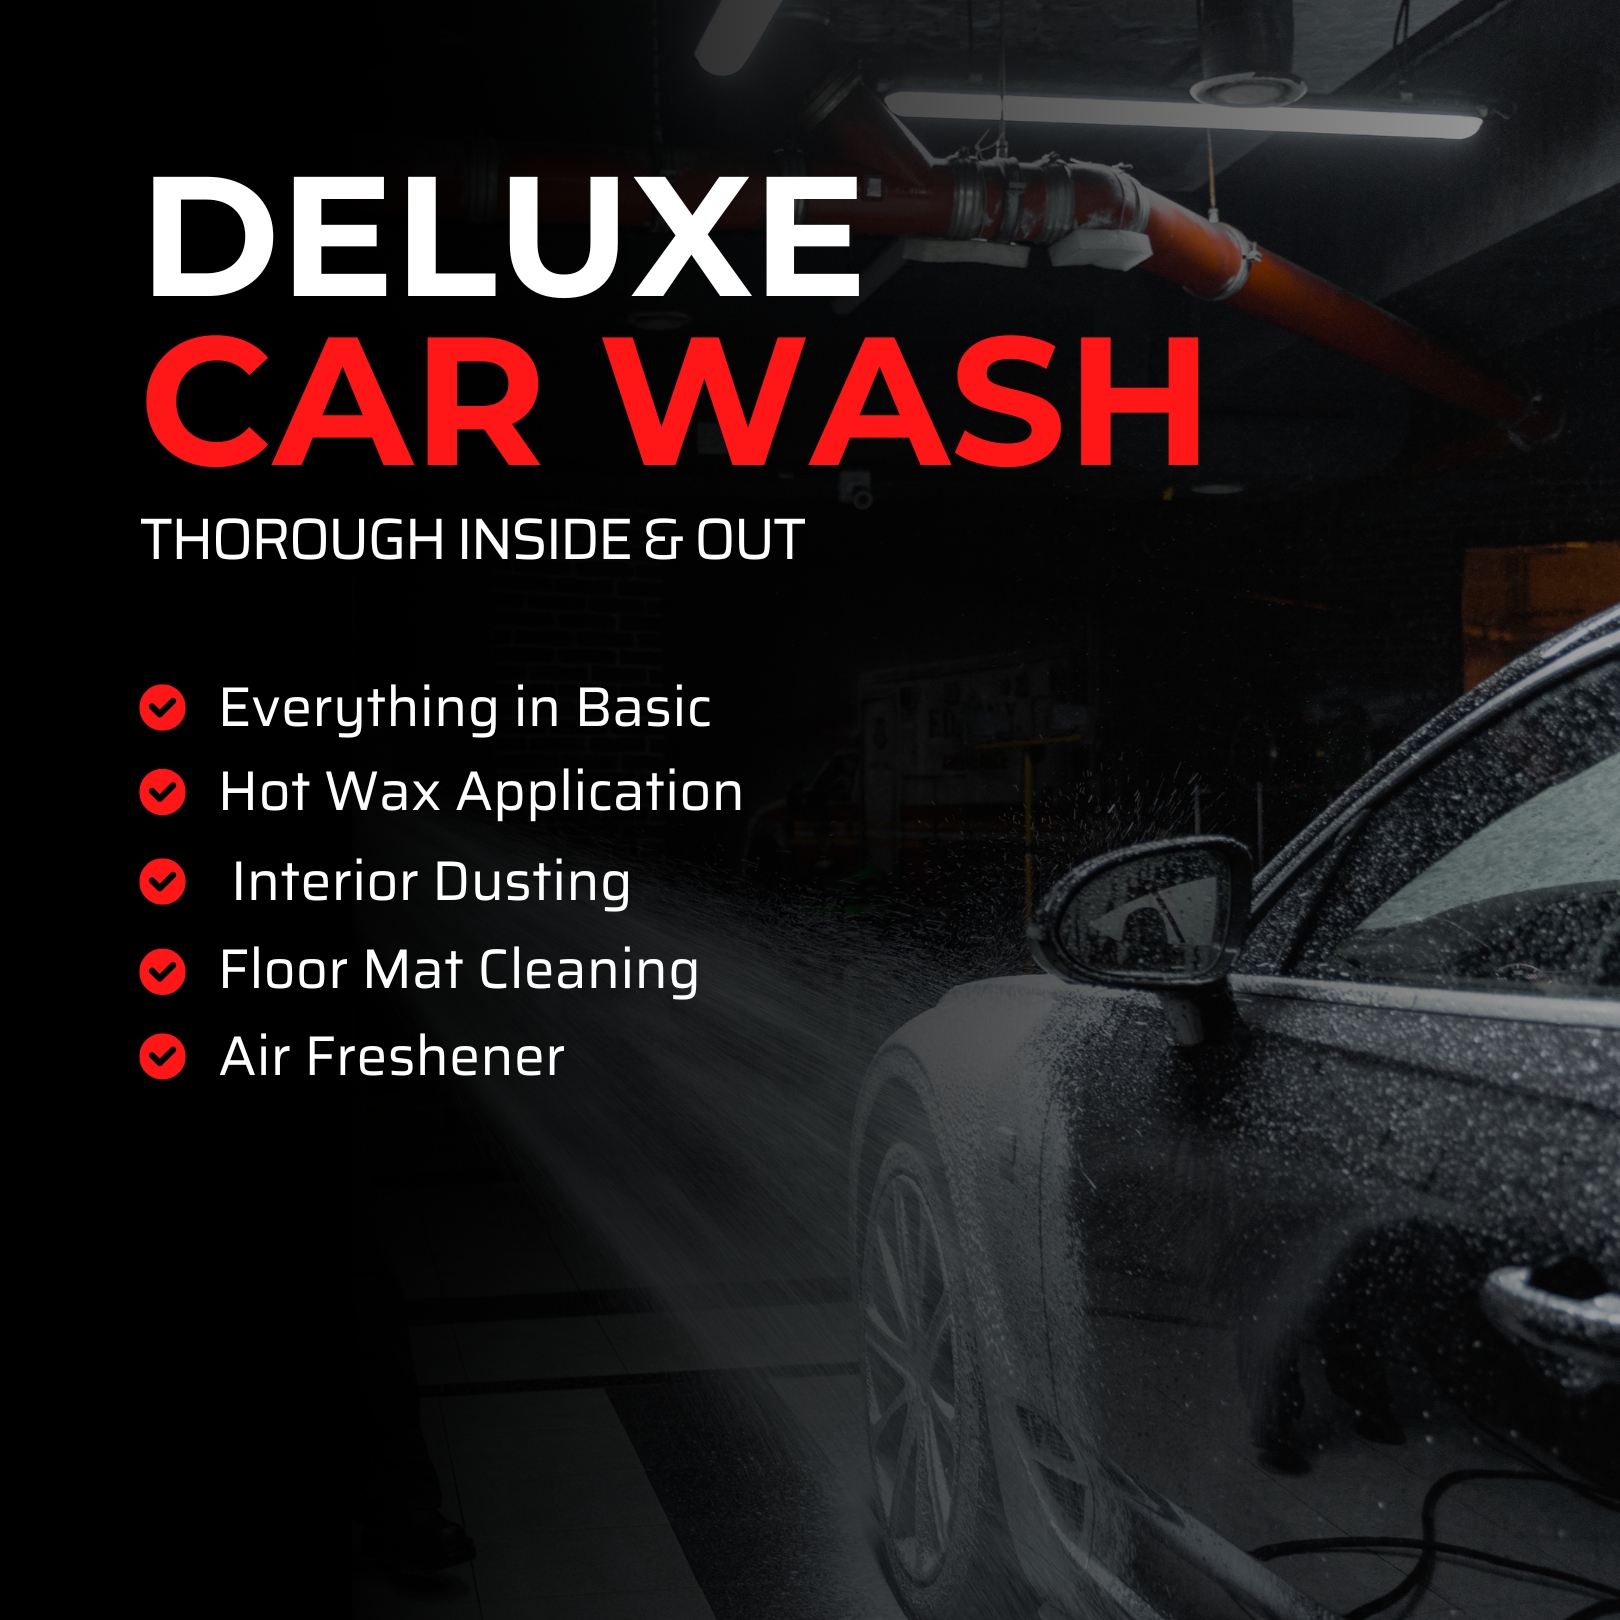 DELUXE
CAR WASH
THOROUGH INSIDE & OUT
Everything in Basic
Hot Wax Application
Interior Dusting
Floor Mat Cleaning
Air Freshener